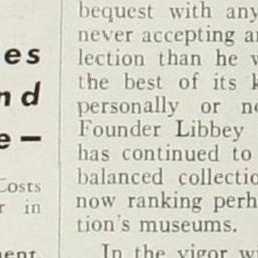 es
nd
e—
Costs
r in
ment.
bequest with any
never accepting a
lection than he w
the best of its k
personally or n
Founder Libbey
has continued to
balanced collectio
now ranking perh
tion's museums.
In the vigor w